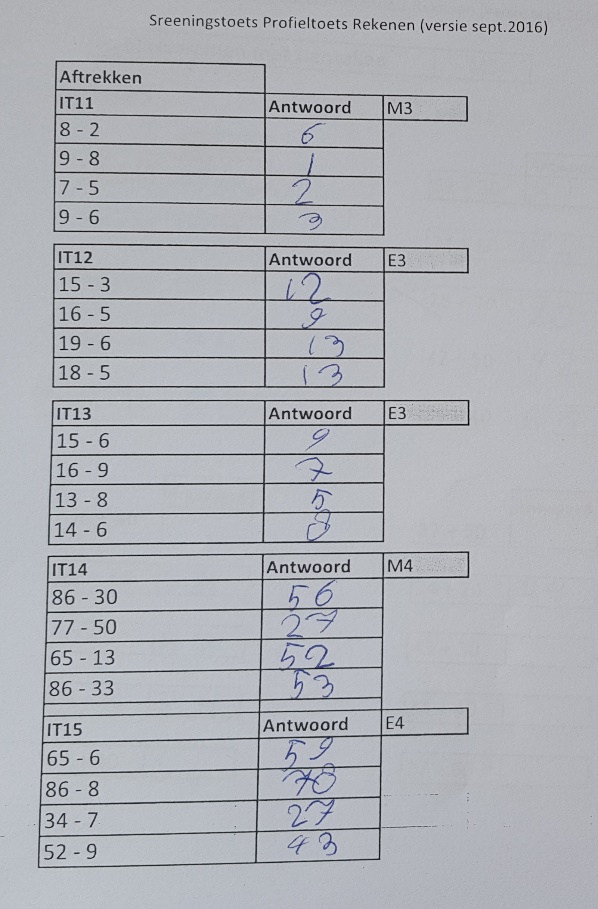 Sreeningstoets Profieltoets Rekenen (versie sept.2016)
Aftrekken
IT11 Antwoord M3
8 - 2 6
9 - 8 1
7 - 5 2
9 - 6 3
IT12 Antwoord E3
15 - 3 12
16 - 5 9
19 - 6 13
18 - 5 13
IT13 Antwoord E3
15 - 6 9
16 - 9 7
13 - 8 5
14 - 6 8
IT14 Antwoord M4
86 - 30 56
77 - 50 27
65 - 13 52
86 - 33 53
IT15 Antwoord E4
65 - 6 59
86 - 8 78
34 - 7 27
52 - 9 43